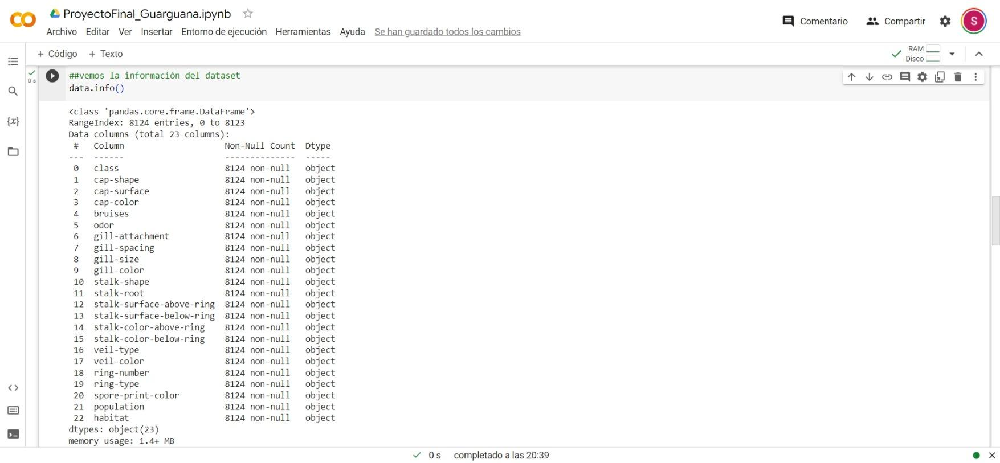 ProyectoFinal_Guarguana.ipynb
Archivo Editar Ver Insertar Entorno de ejecución Herramientas Ayuda Se han guardado todos los cambios
Comentario Compartir S
+ Código + Texto
RAM
Disco
0 s
##vemos la información del dataset
data.info()
<class 'pandas.core.frame.DataFrame'>
RangeIndex: 8124 entries, 0 to 8123
Data columns (total 23 columns):
# Column Non-Null Count Dtype
--- ------ -------------- -----
0 class 8124 non-null object
1 cap-shape 8124 non-null object
2 cap-surface 8124 non-null object
3 cap-color 8124 non-null object
4 bruises 8124 non-null object
5 odor 8124 non-null object
6 gill-attachment 8124 non-null object
7 gill-spacing 8124 non-null object
8 gill-size 8124 non-null object
9 gill-color 8124 non-null object
10 stalk-shape 8124 non-null object
11 stalk-root 8124 non-null object
12 stalk-surface-above-ring 8124 non-null object
13 stalk-surface-below-ring 8124 non-null object
14 stalk-color-above-ring 8124 non-null object
15 stalk-color-below-ring 8124 non-null object
16 veil-type 8124 non-null object
17 veil-color 8124 non-null object
18 ring-number 8124 non-null object
19 ring-type 8124 non-null object
20 spore-print-color 8124 non-null object
21 population 8124 non-null object
22 habitat 8124 non-null object
dtypes: object(23)
memory usage: 1.4+ MB
0 s completado a las 20:39